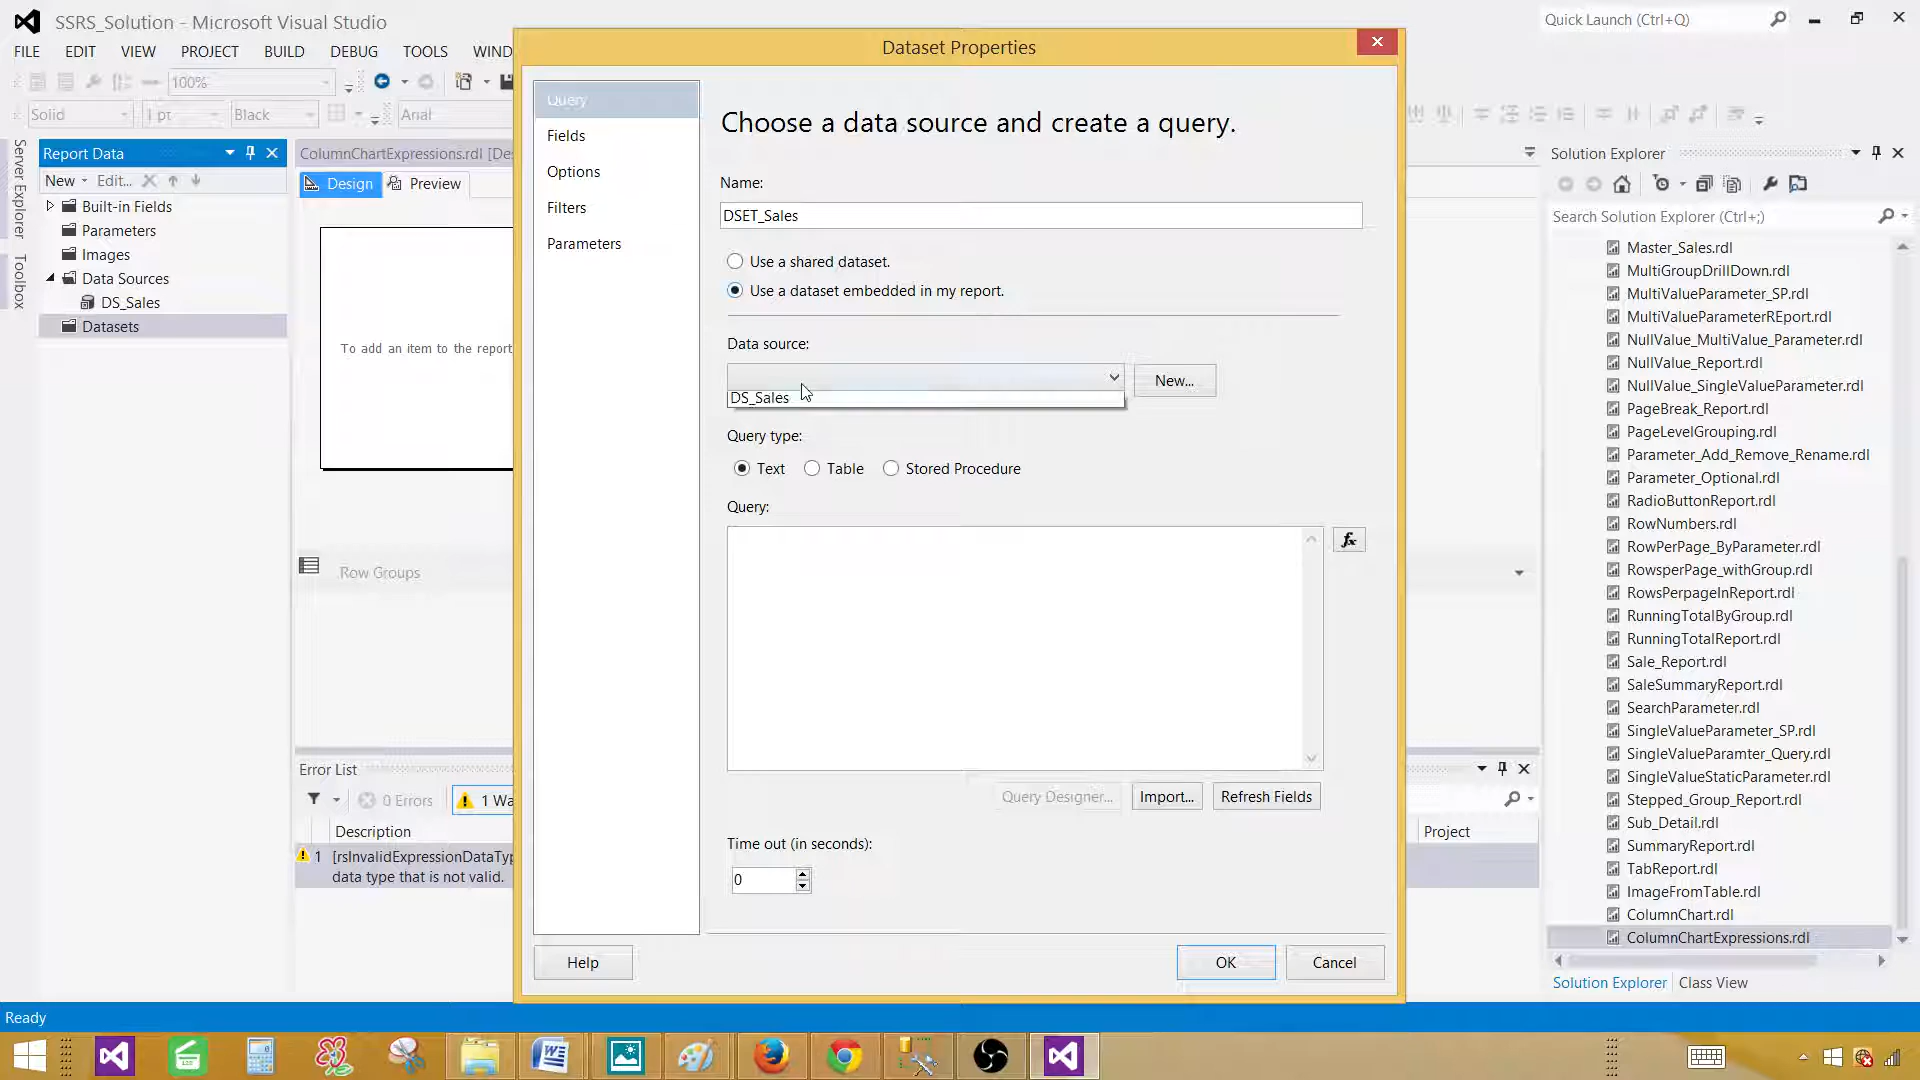 SSRS_Solution - Microsoft Visual Studio
Quick Launch (Ctrl+Q)
FILE EDIT VIEW PROJECT BUILD DEBUG TOOLS WIND
100%
Solid 1 pt Black Arial
Server Explorer
Toolbox
Report Data
New Edit...
Built-in Fields
Parameters
Images
Data Sources
DS_Sales
Datasets
ColumnChartExpressions.rdl [De
Design Preview
To add an item to the report
Row Groups
Error List
0 Errors 1 Wa
Description
1 [rsInvalidExpressionDataTyp
data type that is not valid.
Project
Dataset Properties
Query
Fields
Options
Filters
Parameters
Choose a data source and create a query.
Name:
DSET_Sales
Use a shared dataset.
Use a dataset embedded in my report.
Data source:
New...
DS_Sales
Query type:
Text Table Stored Procedure
Query:
fx
Query Designer... Import... Refresh Fields
Time out (in seconds):
0
Help OK Cancel
Solution Explorer
Search Solution Explorer (Ctrl+;)
Master_Sales.rdl
MultiGroupDrillDown.rdl
MultiValueParameter_SP.rdl
MultiValueParameterREport.rdl
NullValue_MultiValue_Parameter.rdl
NullValue_Report.rdl
NullValue_SingleValueParameter.rdl
PageBreak_Report.rdl
PageLevelGrouping.rdl
Parameter_Add_Remove_Rename.rdl
Parameter_Optional.rdl
RadioButtonReport.rdl
RowNumbers.rdl
RowPerPage_ByParameter.rdl
RowsperPage_withGroup.rdl
RowsPerpageInReport.rdl
RunningTotalByGroup.rdl
RunningTotalReport.rdl
Sale_Report.rdl
SaleSummaryReport.rdl
SearchParameter.rdl
SingleValueParameter_SP.rdl
SingleValueParamter_Query.rdl
SingleValueStaticParameter.rdl
Stepped_Group_Report.rdl
Sub_Detail.rdl
SummaryReport.rdl
TabReport.rdl
ImageFromTable.rdl
ColumnChart.rdl
ColumnChartExpressions.rdl
Solution Explorer Class View
Ready